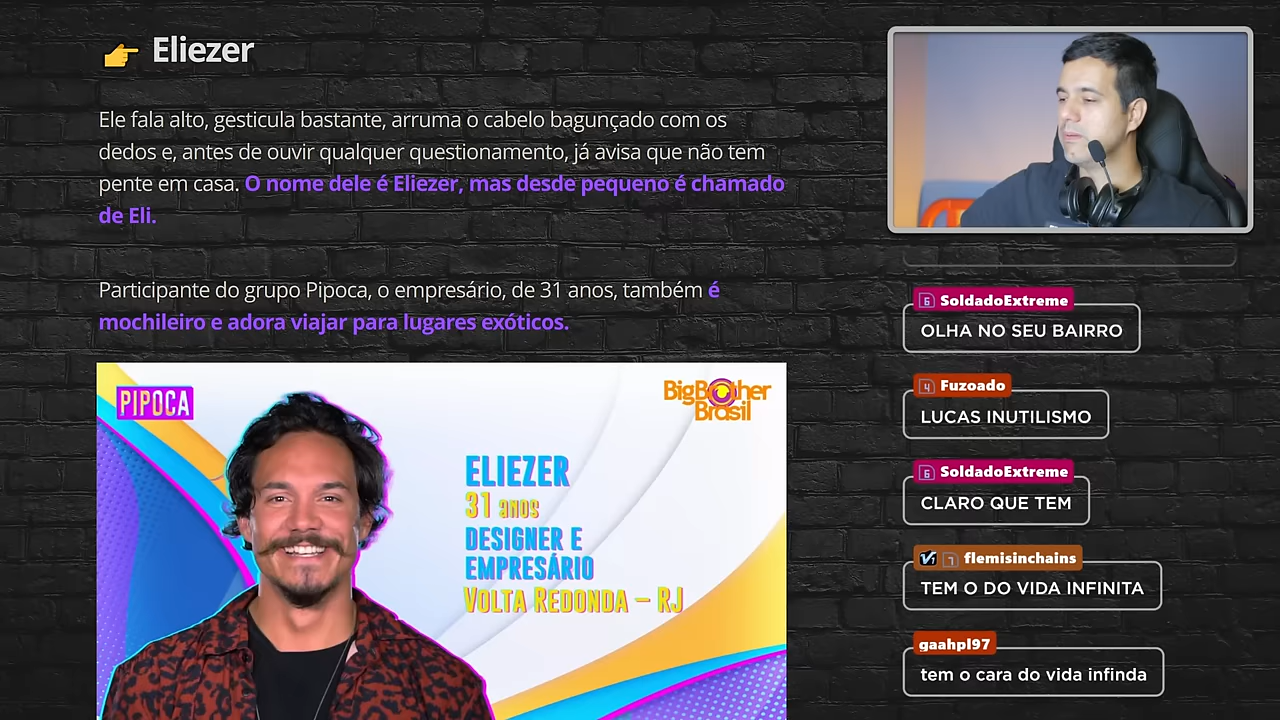 Eliezer
Ele fala alto, gesticula bastante, arruma o cabelo bagunçado com os
dedos e, antes de ouvir qualquer questionamento, já avisa que não tem
pente em casa. O nome dele é Eliezer, mas desde pequeno é chamado
de Eli.
Participante do grupo Pipoca, o empresário, de 31 anos, também é
mochileiro e adora viajar para lugares exóticos.
PIPOCA
Big Brother
Brasil
ELIEZER
31 anos
DESIGNER E
EMPRESÁRIO
VOLTA REDONDA – RJ
6 SoldadoExtreme
OLHA NO SEU BAIRRO
4 Fuzoado
LUCAS INUTILISMO
6 SoldadoExtreme
CLARO QUE TEM
flemisinchains
TEM O DO VIDA INFINITA
gaahpl97
tem o cara do vida infinda